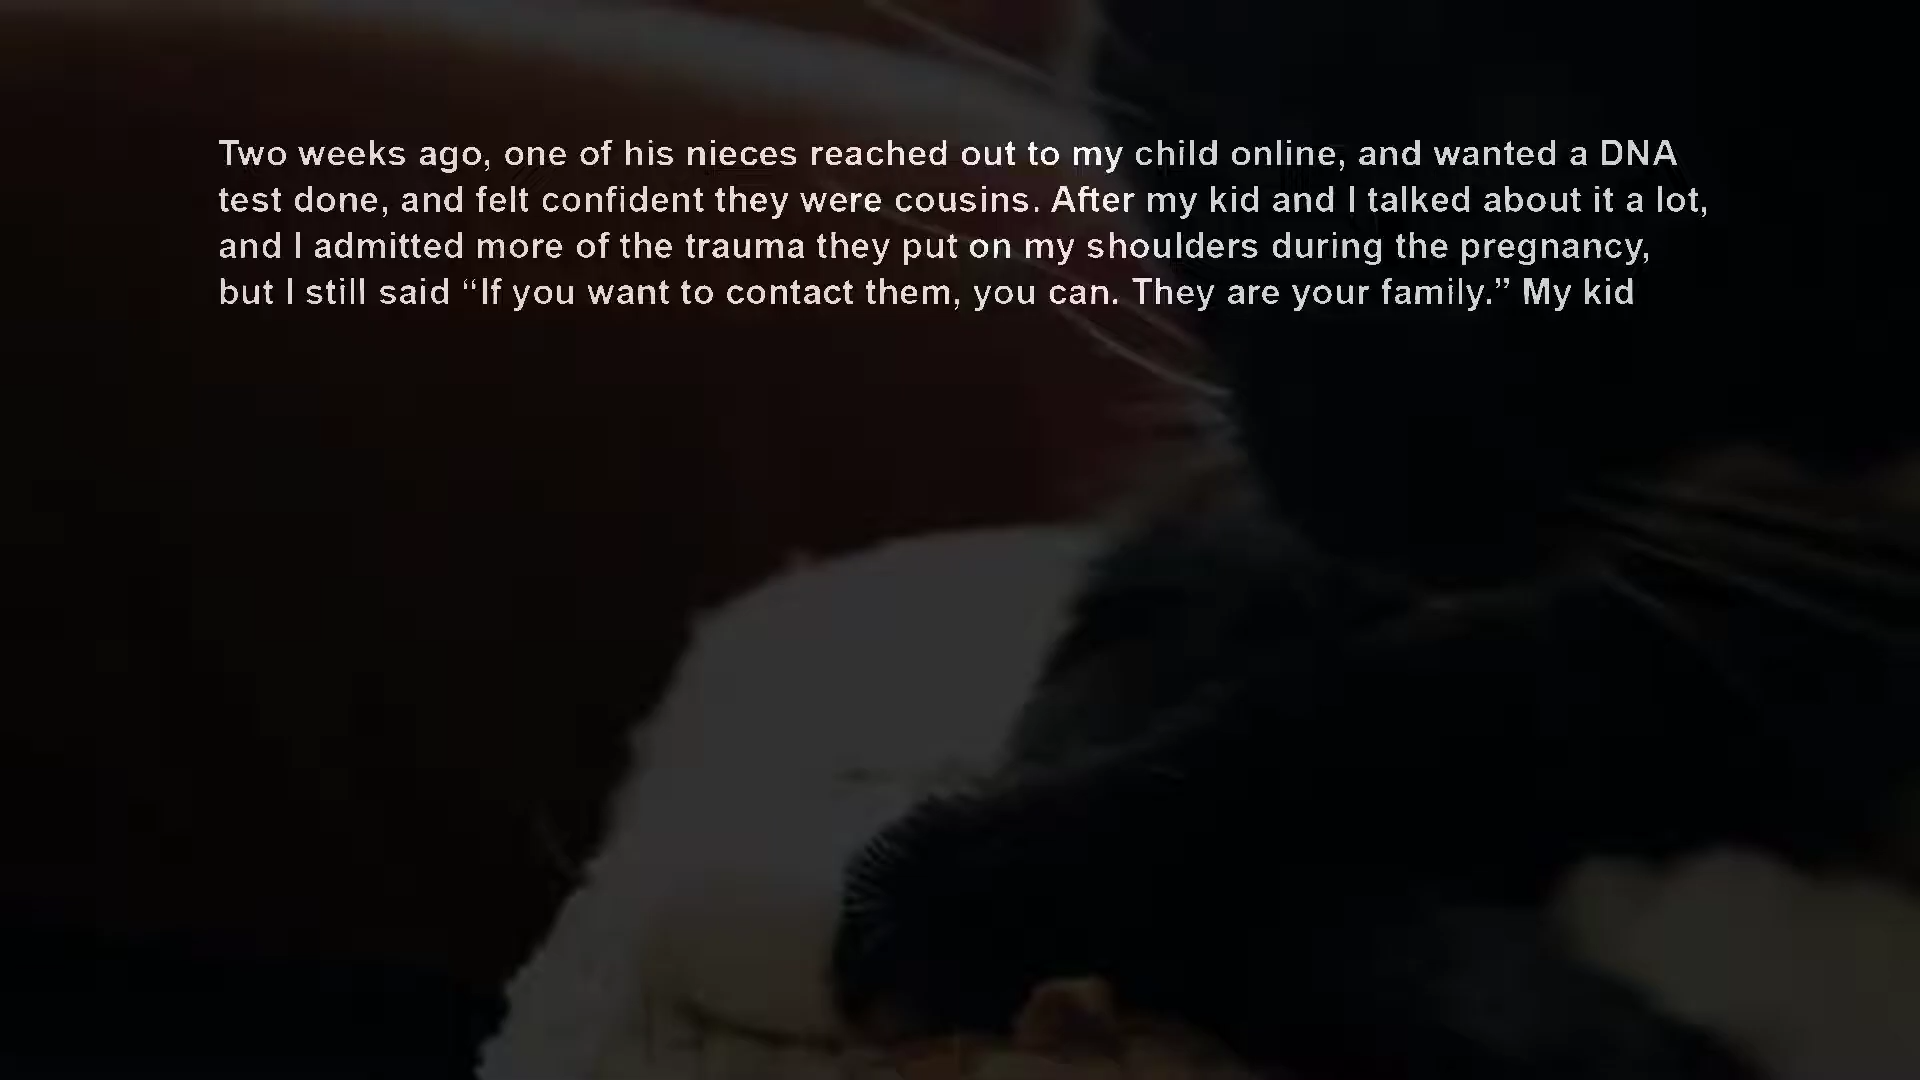 Two weeks ago, one of his nieces reached out to my child online, and wanted a DNA
test done, and felt confident they were cousins. After my kid and I talked about it a lot,
and I admitted more of the trauma they put on my shoulders during the pregnancy,
but I still said “If you want to contact them, you can. They are your family.” My kid